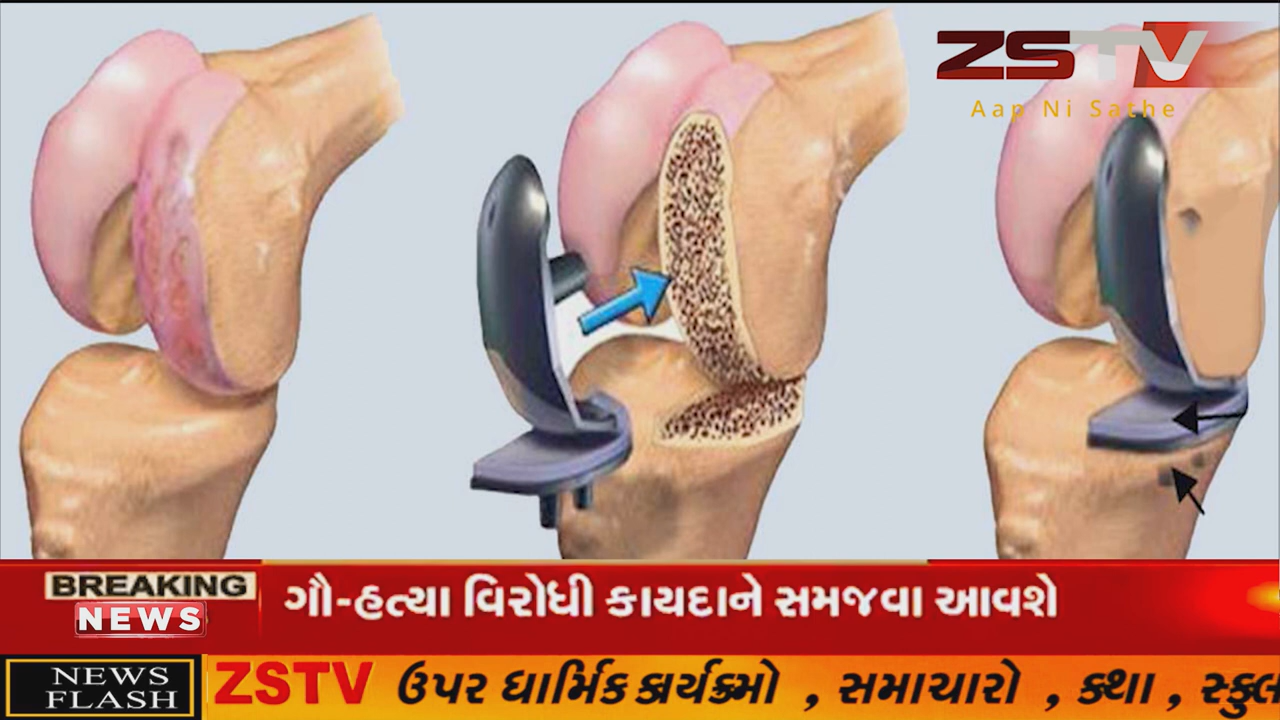 ZSTV
Aap Ni Sathe
BREAKING
NEWS
ગૌ-હત્યા વિરોધી કાયદાને સમજવા આવશે
NEWS
FLASH
ZSTV ઉપર ધાર્મિક કાર્યક્રમો , સમાચારો , કથા , સ્કુલ